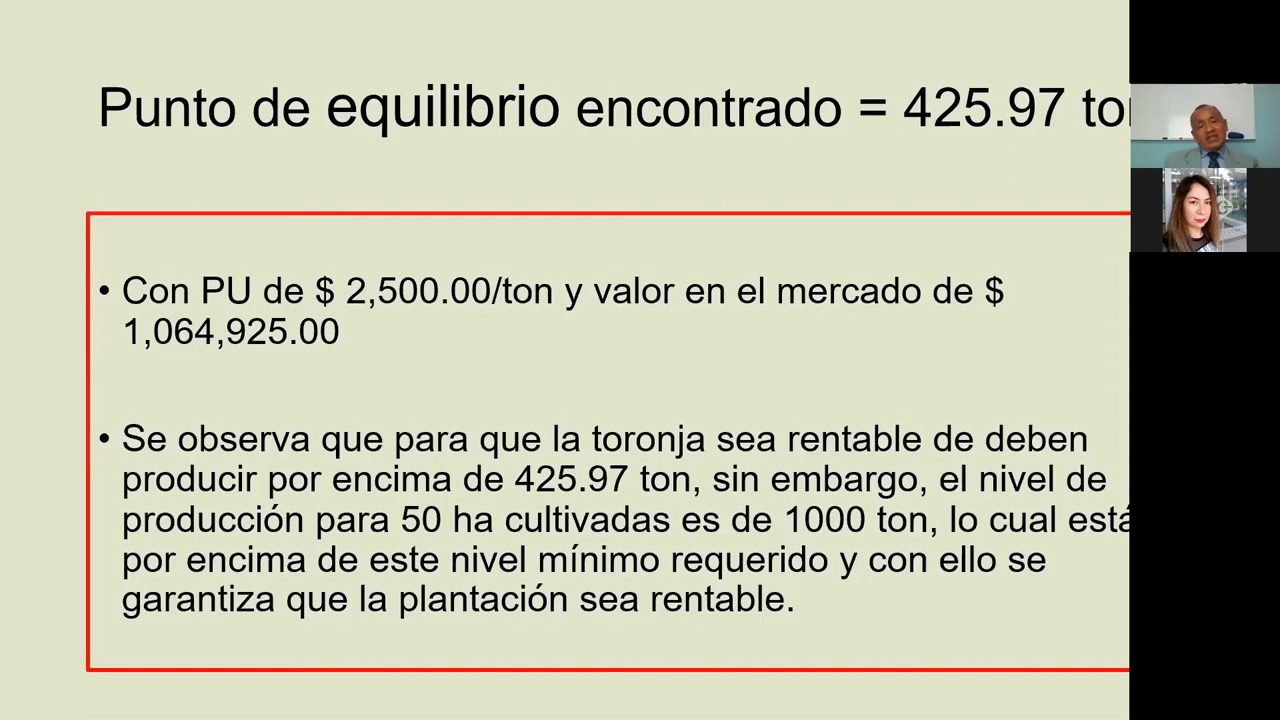 Punto de equilibrio encontrado = 425.97
• Con PU de $ 2,500.00/ton y valor en el mercado de $
1,064,925.00
• Se observa que para que la toronja sea rentable de deben
producir por encima de 425.97 ton, sin embargo, el nivel de
producción para 50 ha cultivadas es de 1000 ton, lo cual está
por encima de este nivel mínimo requerido y con ello se
garantiza que la plantación sea rentable.